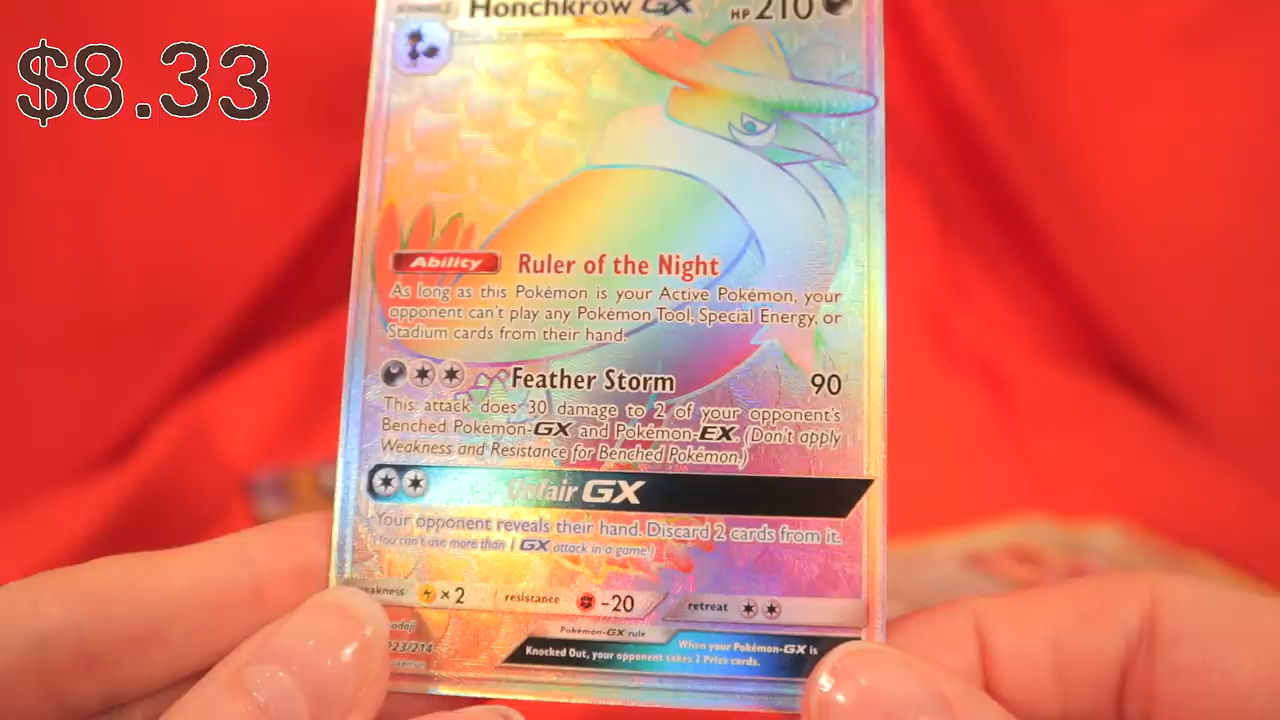 $8.33
Honchkrow GX HP 210
Ability Ruler of the Night
As long as this Pokémon is your Active Pokémon, your
opponent can't play any Pokémon Tool, Special Energy, or
Stadium cards from their hand.
Feather Storm 90
This attack does 30 damage to 2 of your opponent's
Benched Pokémon-GX and Pokémon-EX. (Don't apply
Weakness and Resistance for Benched Pokémon.)
Unfair GX
Your opponent reveals their hand. Discard 2 cards from it.
(You can't use more than 1 GX attack in a game.)
weakness ×2 resistance -20 retreat
Pokémon-GX rule
When your Pokémon-GX is
Knocked Out, your opponent takes 2 Prize cards.
223/214
Pokémon